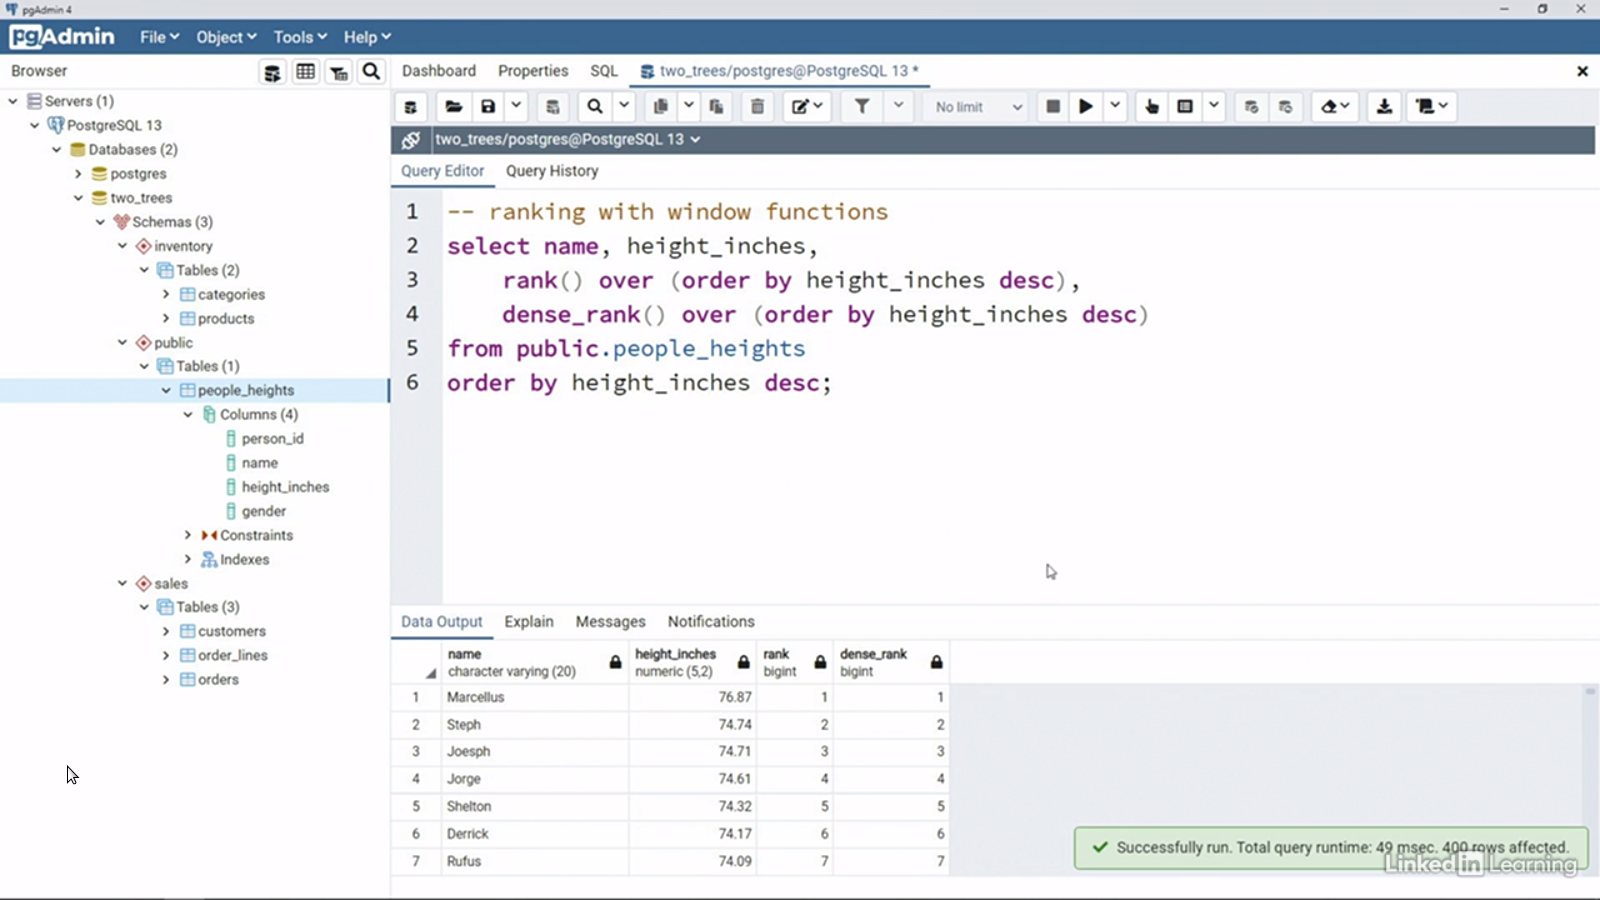 pgAdmin 4
pgAdmin File Object Tools Help
Browser
Dashboard Properties SQL two_trees/postgres@PostgreSQL 13 *
No limit
two_trees/postgres@PostgreSQL 13
Query Editor Query History
Servers (1)
PostgreSQL 13
Databases (2)
postgres
two_trees
Schemas (3)
inventory
Tables (2)
categories
products
public
Tables (1)
people_heights
Columns (4)
person_id
name
height_inches
gender
Constraints
Indexes
sales
Tables (3)
customers
order_lines
orders
1 -- ranking with window functions
2 select name, height_inches,
3 rank() over (order by height_inches desc),
4 dense_rank() over (order by height_inches desc)
5 from public.people_heights
6 order by height_inches desc;
Data Output Explain Messages Notifications
name height_inches rank dense_rank
character varying (20) numeric (5,2) bigint bigint
1 Marcellus 76.87 1 1
2 Steph 74.74 2 2
3 Joesph 74.71 3 3
4 Jorge 74.61 4 4
5 Shelton 74.32 5 5
6 Derrick 74.17 6 6
7 Rufus 74.09 7 7
Successfully run. Total query runtime: 49 msec. 400 rows affected.
Linked in Learning